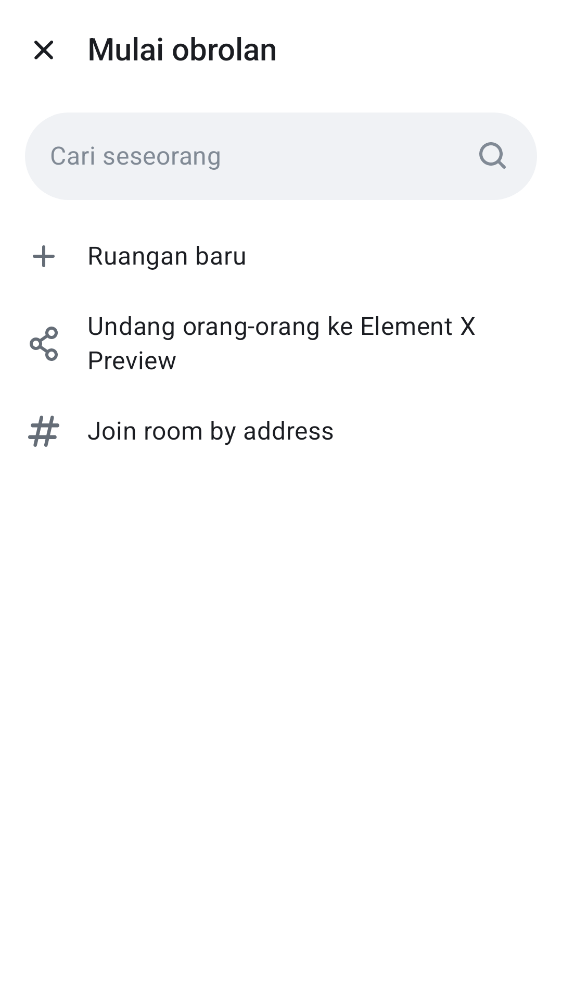 Mulai obrolan
Cari seseorang
Ruangan baru
Undang orang-orang ke Element X
Preview
Join room by address